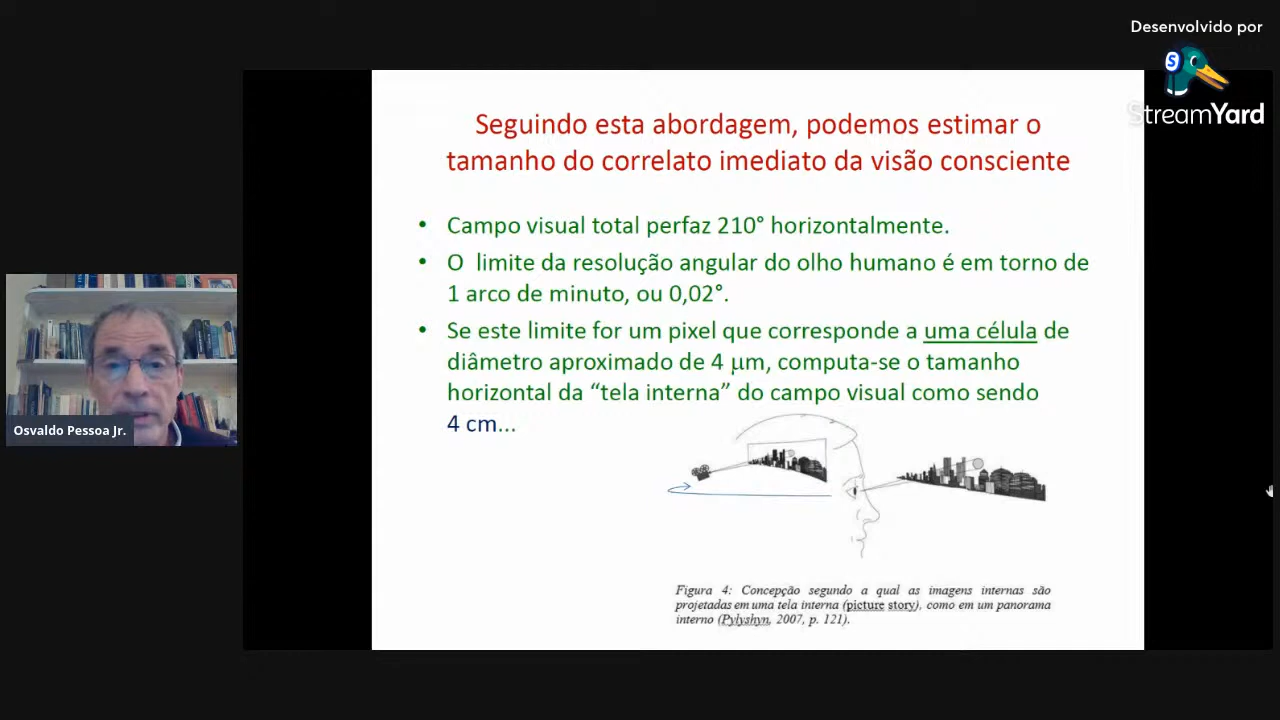 Desenvolvido por
StreamYard
Seguindo esta abordagem, podemos estimar o
tamanho do correlato imediato da visão consciente
• Campo visual total perfaz 210° horizontalmente.
• O limite da resolução angular do olho humano é em torno de
1 arco de minuto, ou 0,02°.
• Se este limite for um pixel que corresponde a uma célula de
diâmetro aproximado de 4 μm, computa-se o tamanho
horizontal da “tela interna” do campo visual como sendo
4 cm...
Osvaldo Pessoa Jr.
Figura 4: Concepção segundo a qual as imagens internas são
projetadas em uma tela interna (picture story), como em um panorama
interno (Pylyshyn, 2007, p. 121).